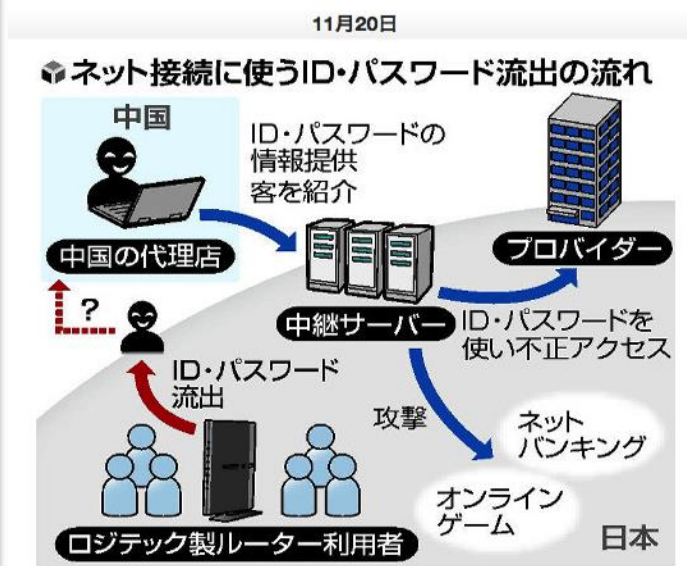 11月20日
ネット接続に使うID・パスワード流出の流れ
中国
ID・パスワードの
情報提供
客を紹介
中国の代理店
プロバイダー
?
中継サーバー
ID・パスワードを
使い不正アクセス
ID・パスワード
流出
攻撃
ネット
バンキング
オンライン
ゲーム
ロジテック製ルーター利用者
日本